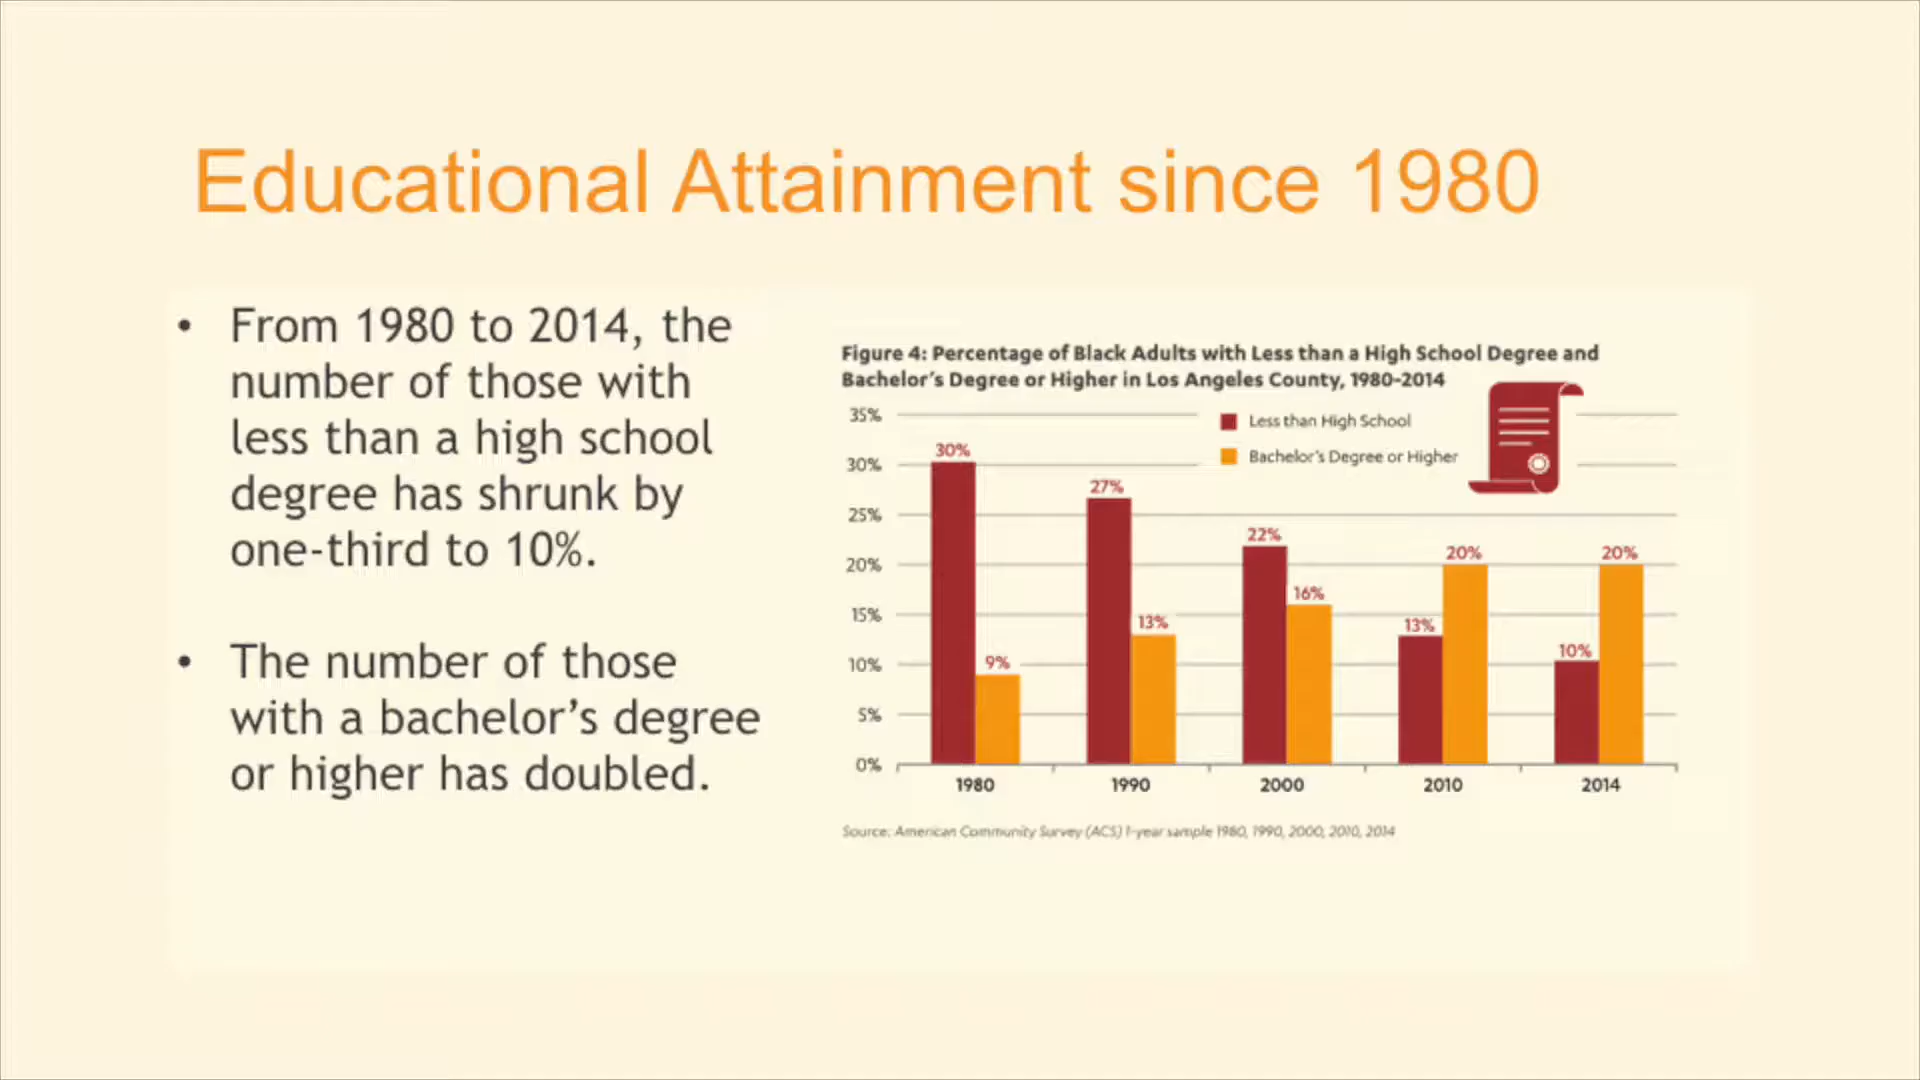 Educational Attainment since 1980
• From 1980 to 2014, the
number of those with
less than a high school
degree has shrunk by
one-third to 10%.
• The number of those
with a bachelor’s degree
or higher has doubled.
Figure 4: Percentage of Black Adults with Less than a High School Degree and
Bachelor’s Degree or Higher in Los Angeles County, 1980-2014
Less than High School
Bachelor’s Degree or Higher
35%
30%
25%
20%
15%
10%
5%
0%
30%
9%
27%
13%
22%
16%
13%
20%
10%
20%
1980 1990 2000 2010 2014
Source: American Community Survey (ACS) 1-year sample 1980, 1990, 2000, 2010, 2014